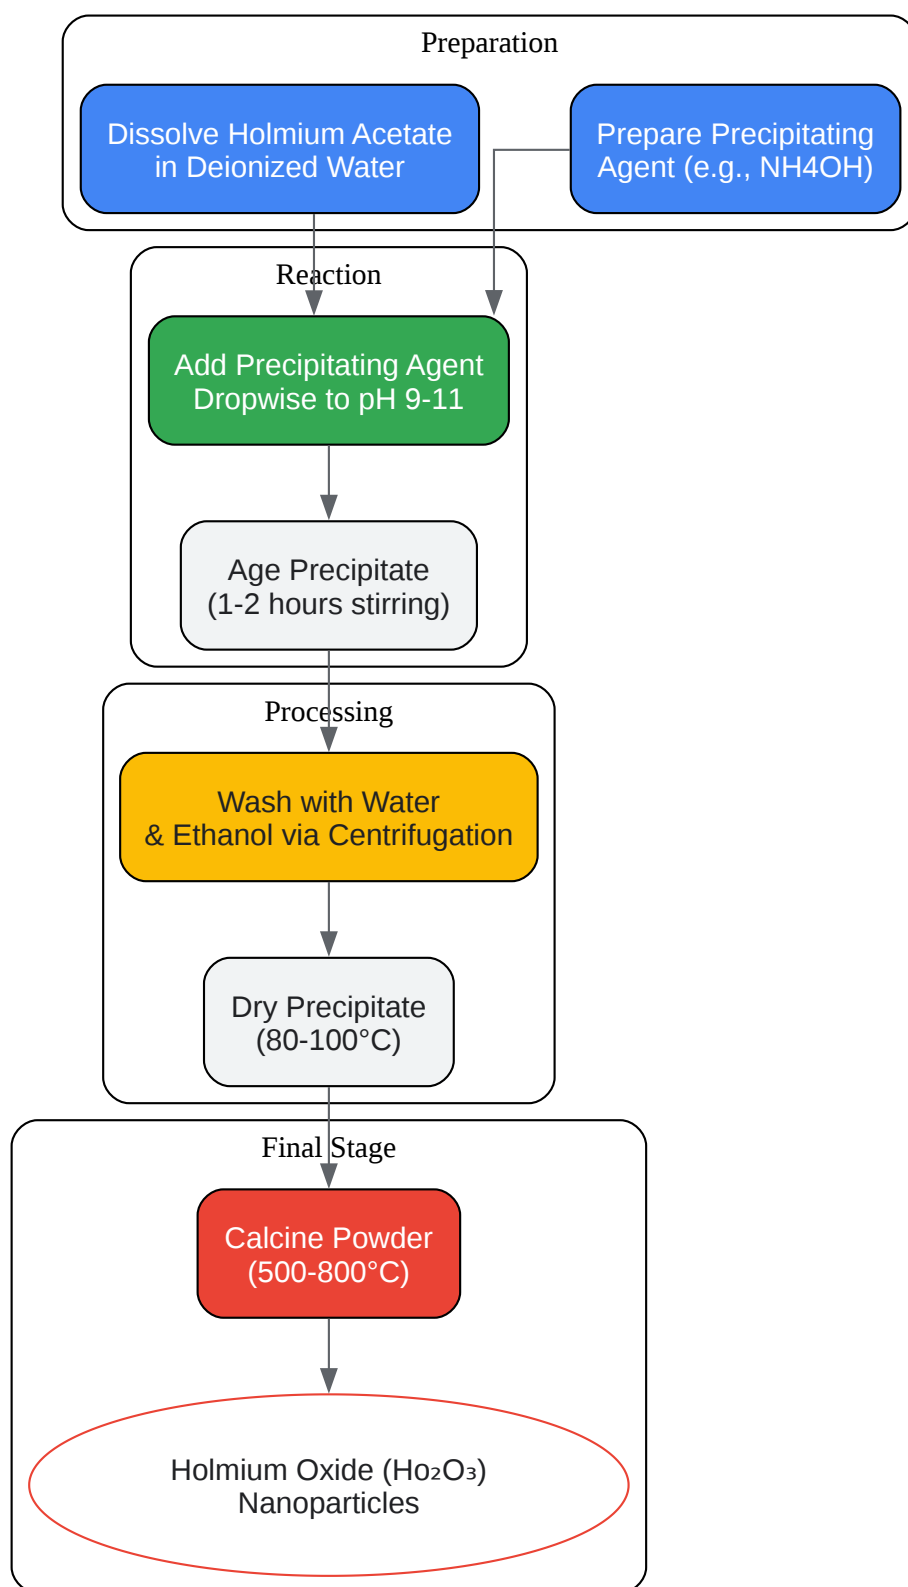 Preparation
Dissolve Holmium Acetate
in Deionized Water
Prepare Precipitating
Agent (e.g., NH4OH)
Reaction
Add Precipitating Agent
Dropwise to pH 9-11
Age Precipitate
(1-2 hours stirring)
Processing
Wash with Water
& Ethanol via Centrifugation
Dry Precipitate
(80-100°C)
Final Stage
Calcine Powder
(500-800°C)
Holmium Oxide (Ho₂O₃)
Nanoparticles